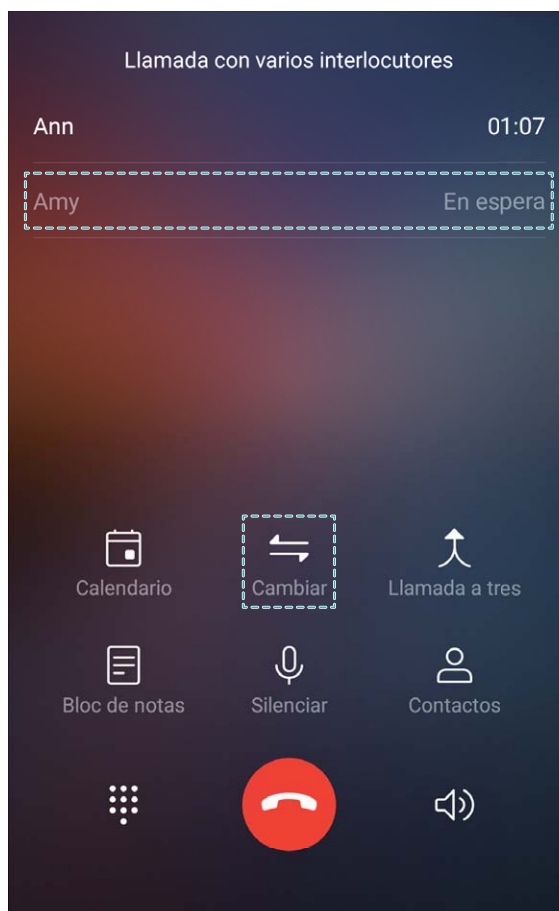 Llamada con varios interlocutores
Ann 01:07
Amy En espera
Calendario Cambiar Llamada a tres
Bloc de notas Silenciar Contactos